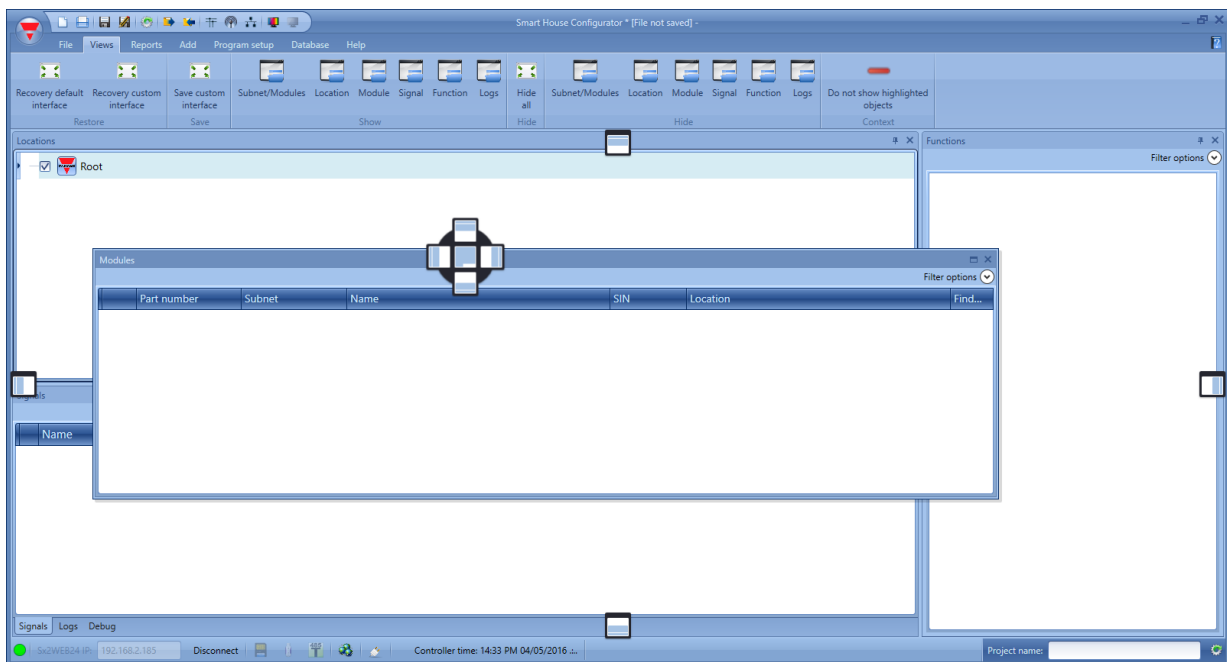 Smart House Configurator * [File not saved] -
File Views Reports Add Program setup Database Help
Recovery default interface Recovery custom interface Save custom interface Subnet/Modules Location Module Signal Function Logs Hide all Subnet/Modules Location Module Signal Function Logs Do not show highlighted objects
Restore Save Show Hide Hide Context
Locations Functions
Root Filter options
Modules
Filter options
Part number Subnet Name SIN Location Find...
Name
Signals Logs Debug
Sx2WEB24 IP: 192.168.2.185 Disconnect Controller time: 14:33 PM 04/05/2016 .:. Project name: